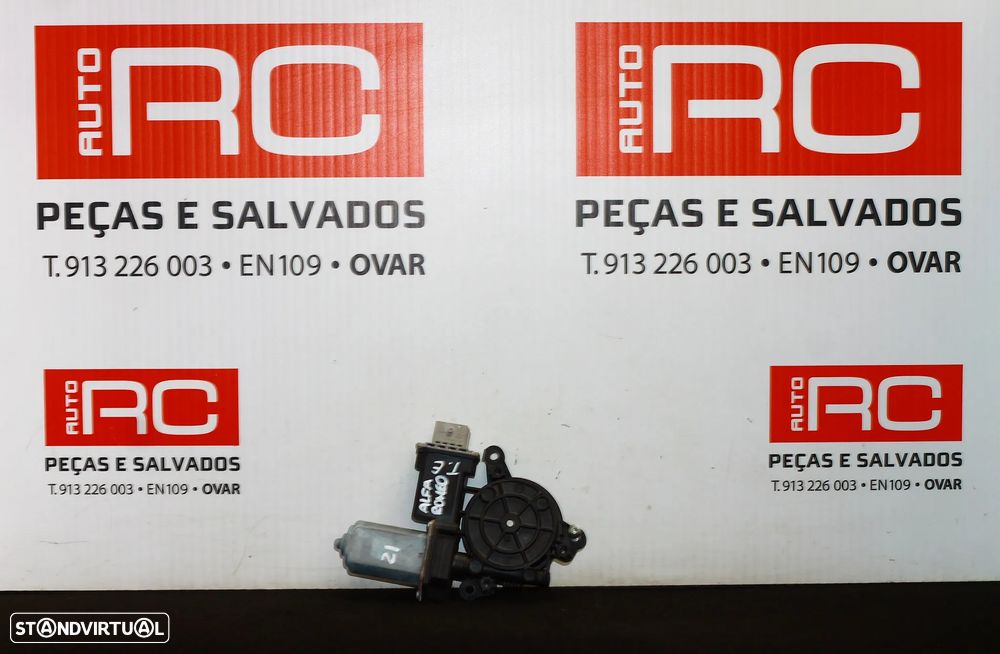 AUTO RC
PEÇAS E SALVADOS
T. 913 226 003 • EN109 • OVAR
AUTO RC
PEÇAS E SALVADOS
T. 913 226 003 • EN109 • OVAR
AUTO RC
PEÇAS E SALVADOS
T. 913 226 003 • EN109 • OVAR
AUTO RC
PEÇAS E SALVADOS
T. 913 226 003 • EN109 • OVAR
ALFA
ROMEO
21
STANDVIRTUAL